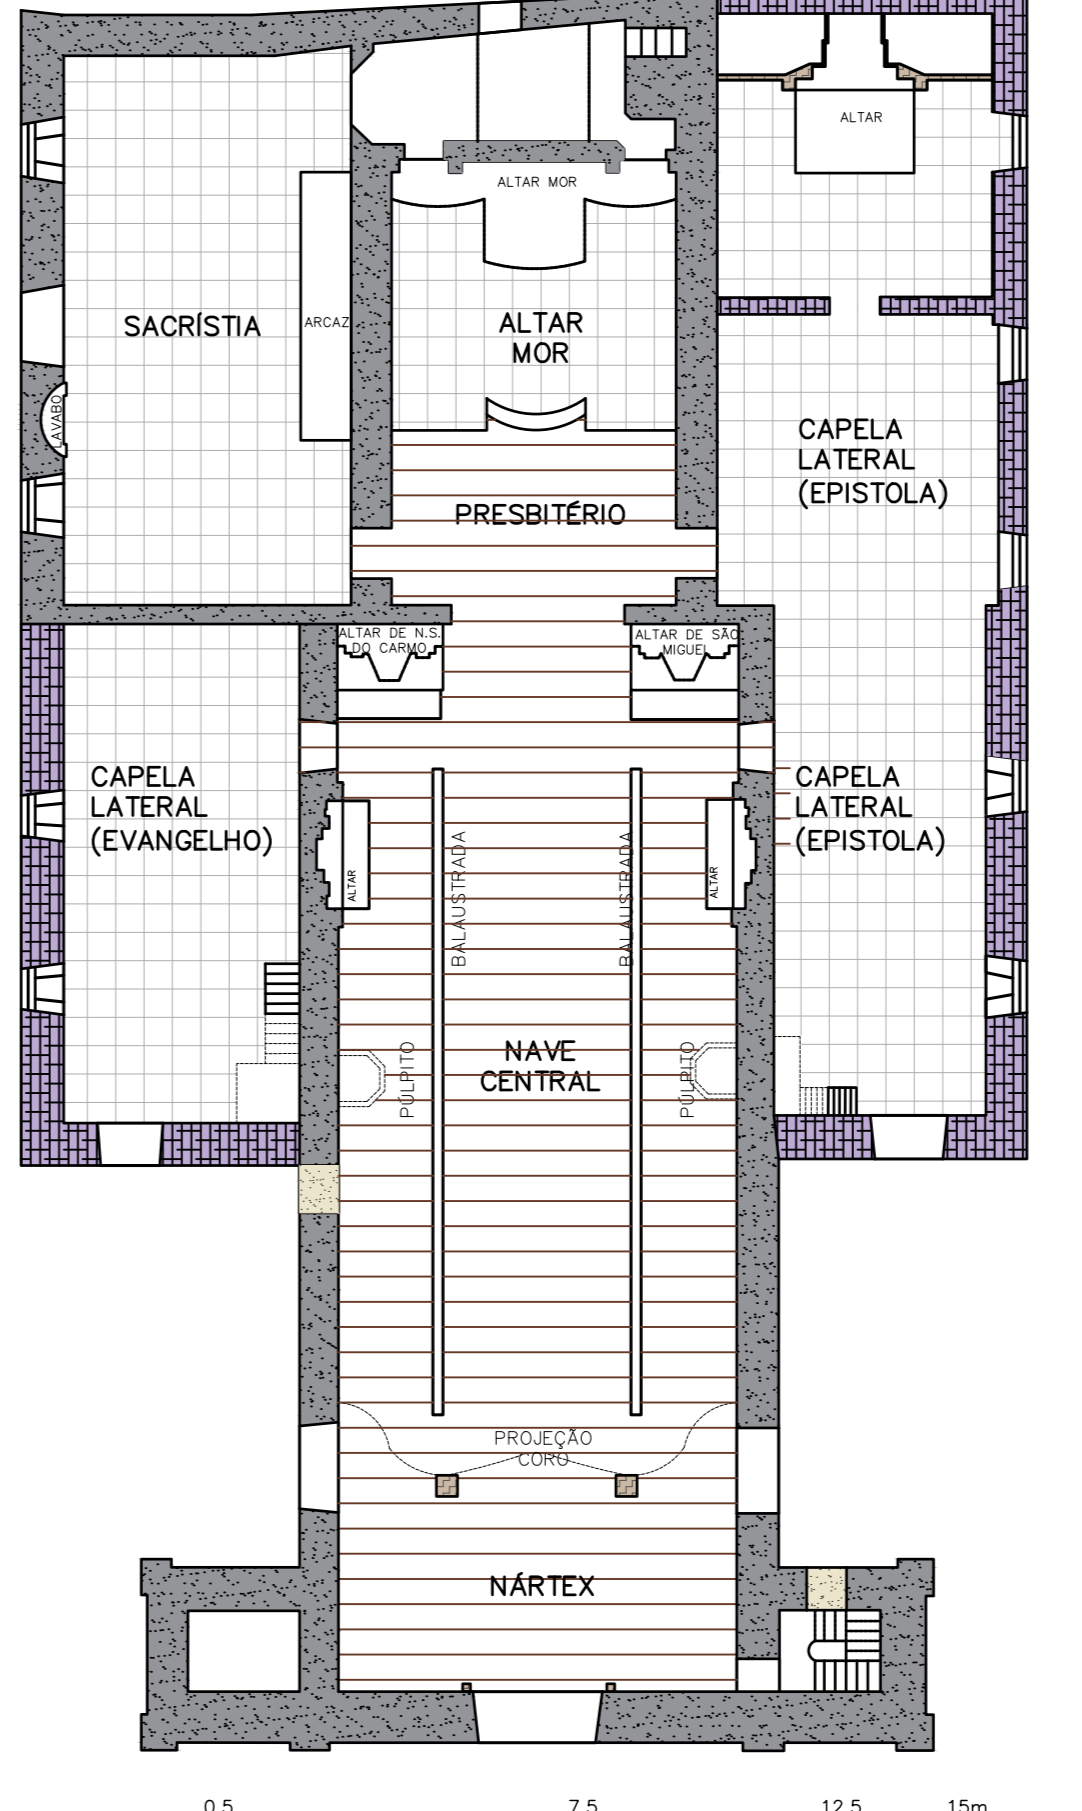 ALTAR
ALTAR MOR
SACRÍSTIA
ARCAZ
ALTAR
MOR
LAVABO
CAPELA
LATERAL
(EPISTOLA)
PRESBITÉRIO
ALTAR DE N.S.
DO CARMO
ALTAR DE SÃO
MIGUEL
CAPELA
LATERAL
(EVANGELHO)
CAPELA
LATERAL
(EPISTOLA)
ALTAR
BALAUSTRADA
BALAUSTRADA
ALTAR
PÚLPITO
NAVE
CENTRAL
PÚLPITO
PROJEÇÃO
CORO
NÁRTEX
0.5 7.5 12.5 15m